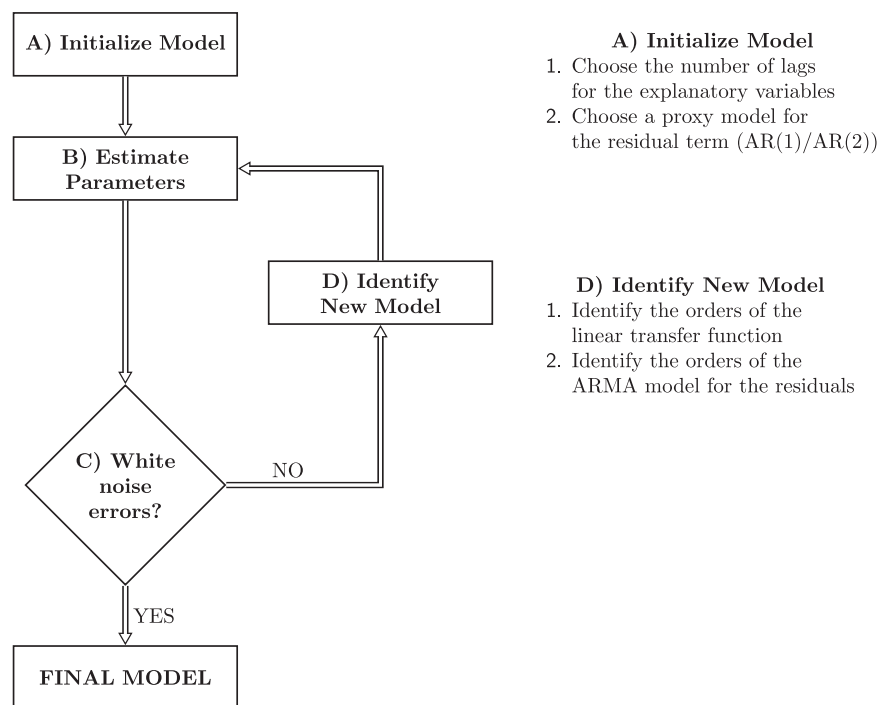 A) Initialize Model
B) Estimate
Parameters
D) Identify
New Model
C) White
noise
errors?
NO
YES
FINAL MODEL
A) Initialize Model
1. Choose the number of lags
for the explanatory variables
2. Choose a proxy model for
the residual term (AR(1)/AR(2))
D) Identify New Model
1. Identify the orders of the
linear transfer function
2. Identify the orders of the
ARMA model for the residuals